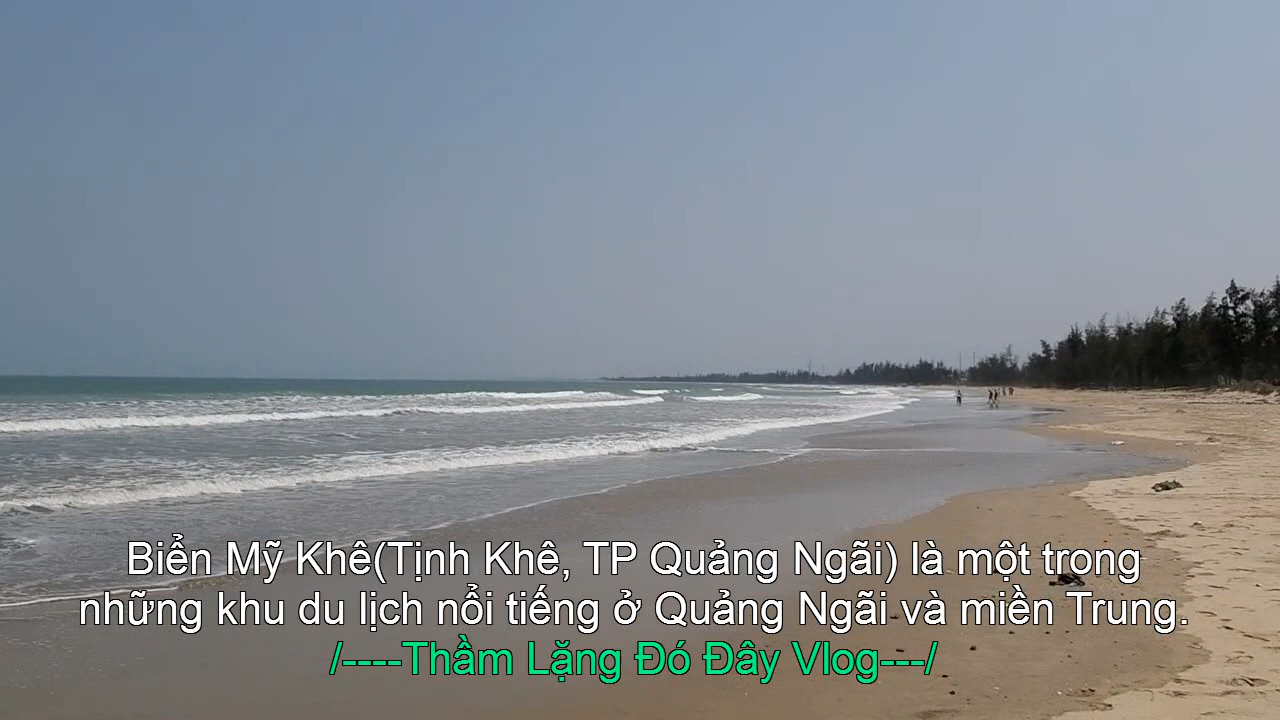 Biển Mỹ Khê(Tịnh Khê, TP Quảng Ngãi) là một trong
những khu du lịch nổi tiếng ở Quảng Ngãi và miền Trung.
/----Thầm Lặng Đó Đây Vlog---/